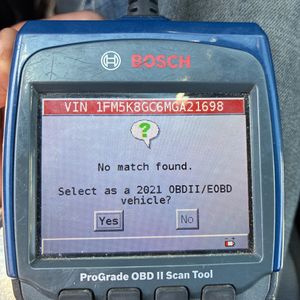 BOSCH
VIN 1FM5K8GC6MGA21698
?
No match found.
Select as a 2021 OBDII/EOBD
vehicle?
Yes No
ProGrade OBD II Scan Tool